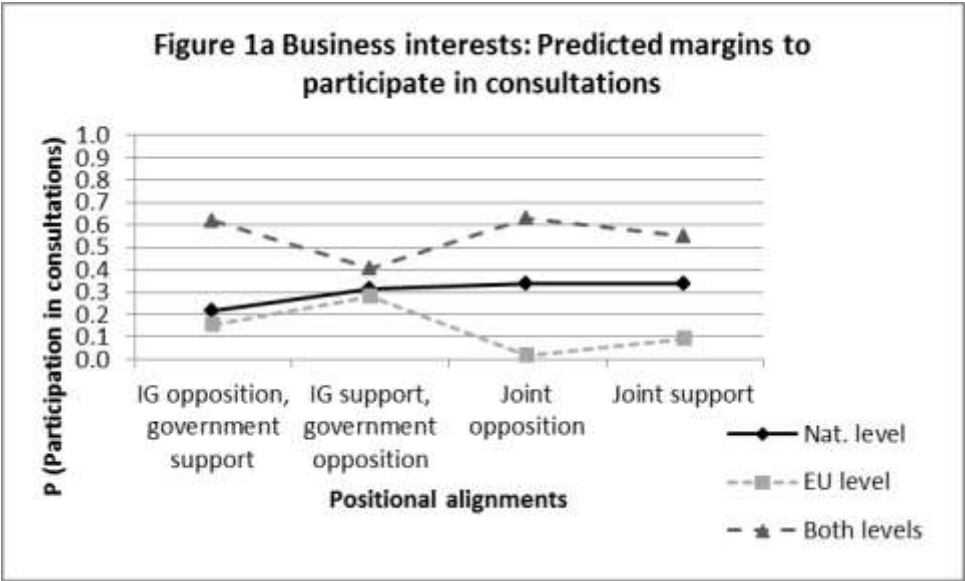 Figure 1a Business interests: Predicted margins to
participate in consultations
P (Participation in consultations)
1.0
0.9
0.8
0.7
0.6
0.5
0.4
0.3
0.2
0.1
0.0
IG opposition,
government
support
IG support,
government
opposition
Joint
opposition
Joint support
Positional alignments
Nat. level
EU level
Both levels